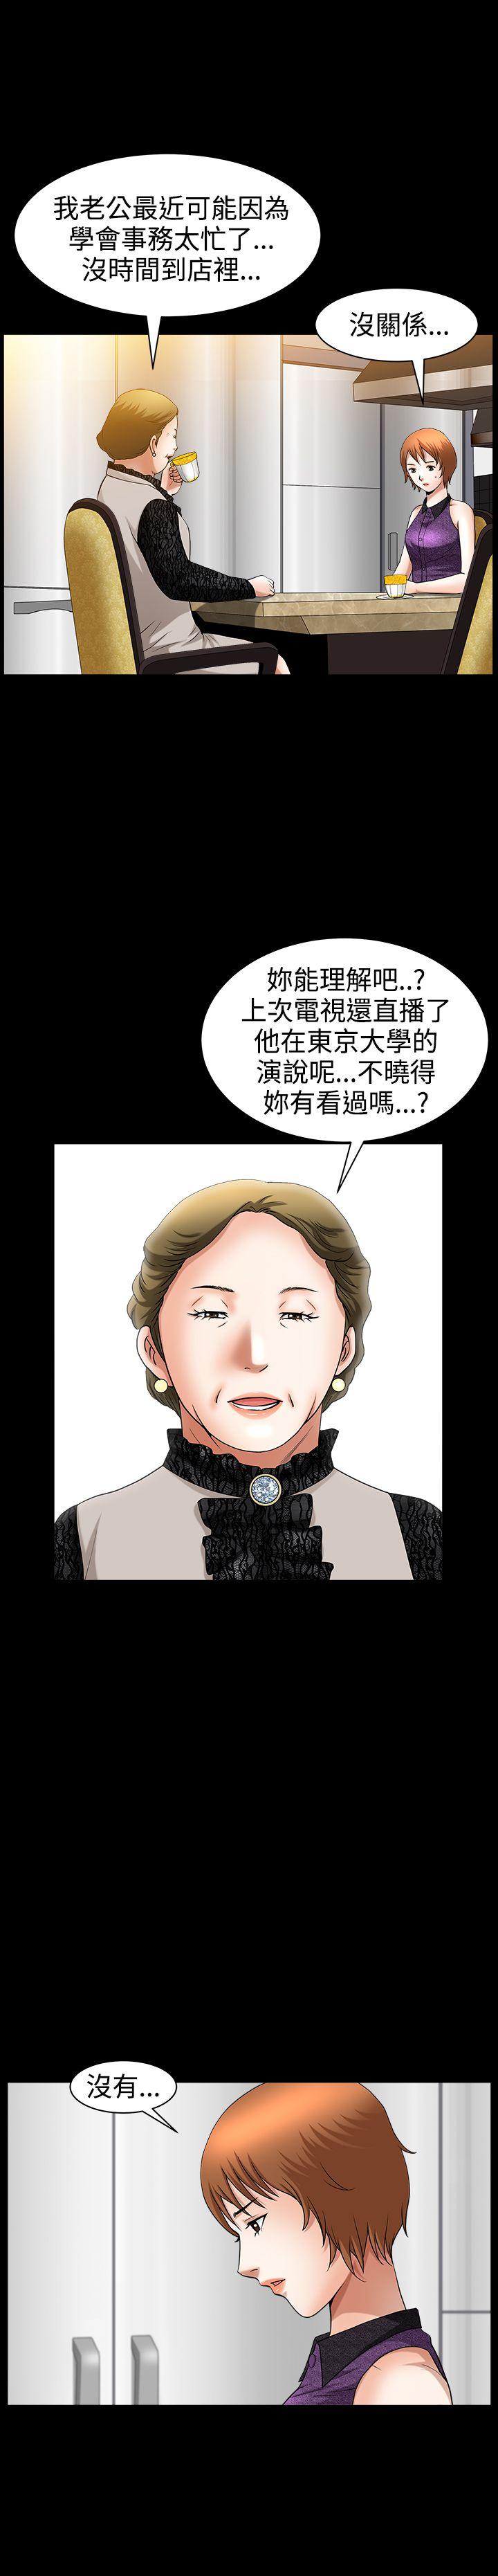 我老公最近可能因為
學會事務太忙了...
沒時間到店裡...
沒關係...
妳能理解吧..?
上次電視還直播了
他在東京大學的
演說呢...不曉得
妳有看過嗎...?
沒有...